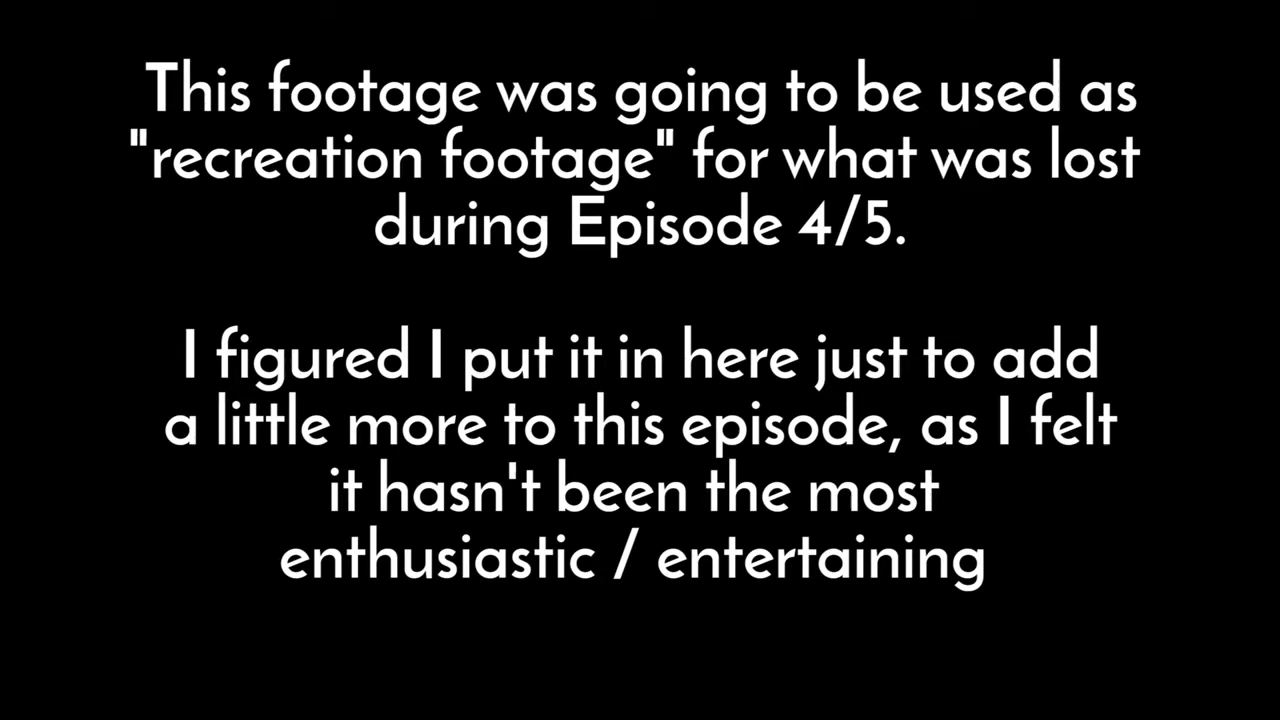 This footage was going to be used as
"recreation footage" for what was lost
during Episode 4/5.
I figured I put it in here just to add
a little more to this episode, as I felt
it hasn't been the most
enthusiastic / entertaining